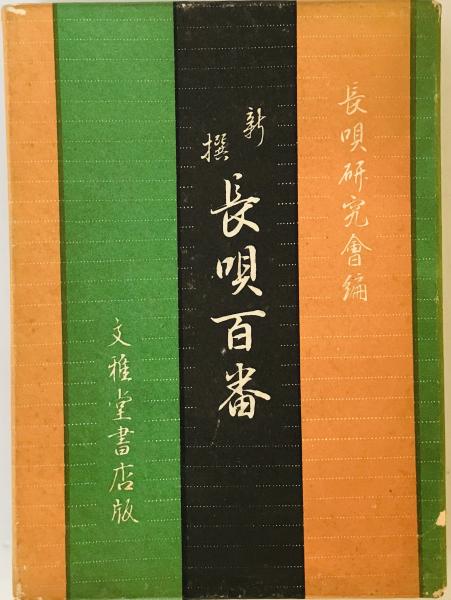 長唄研究會編
新撰
長唄百番
文雅堂書店版